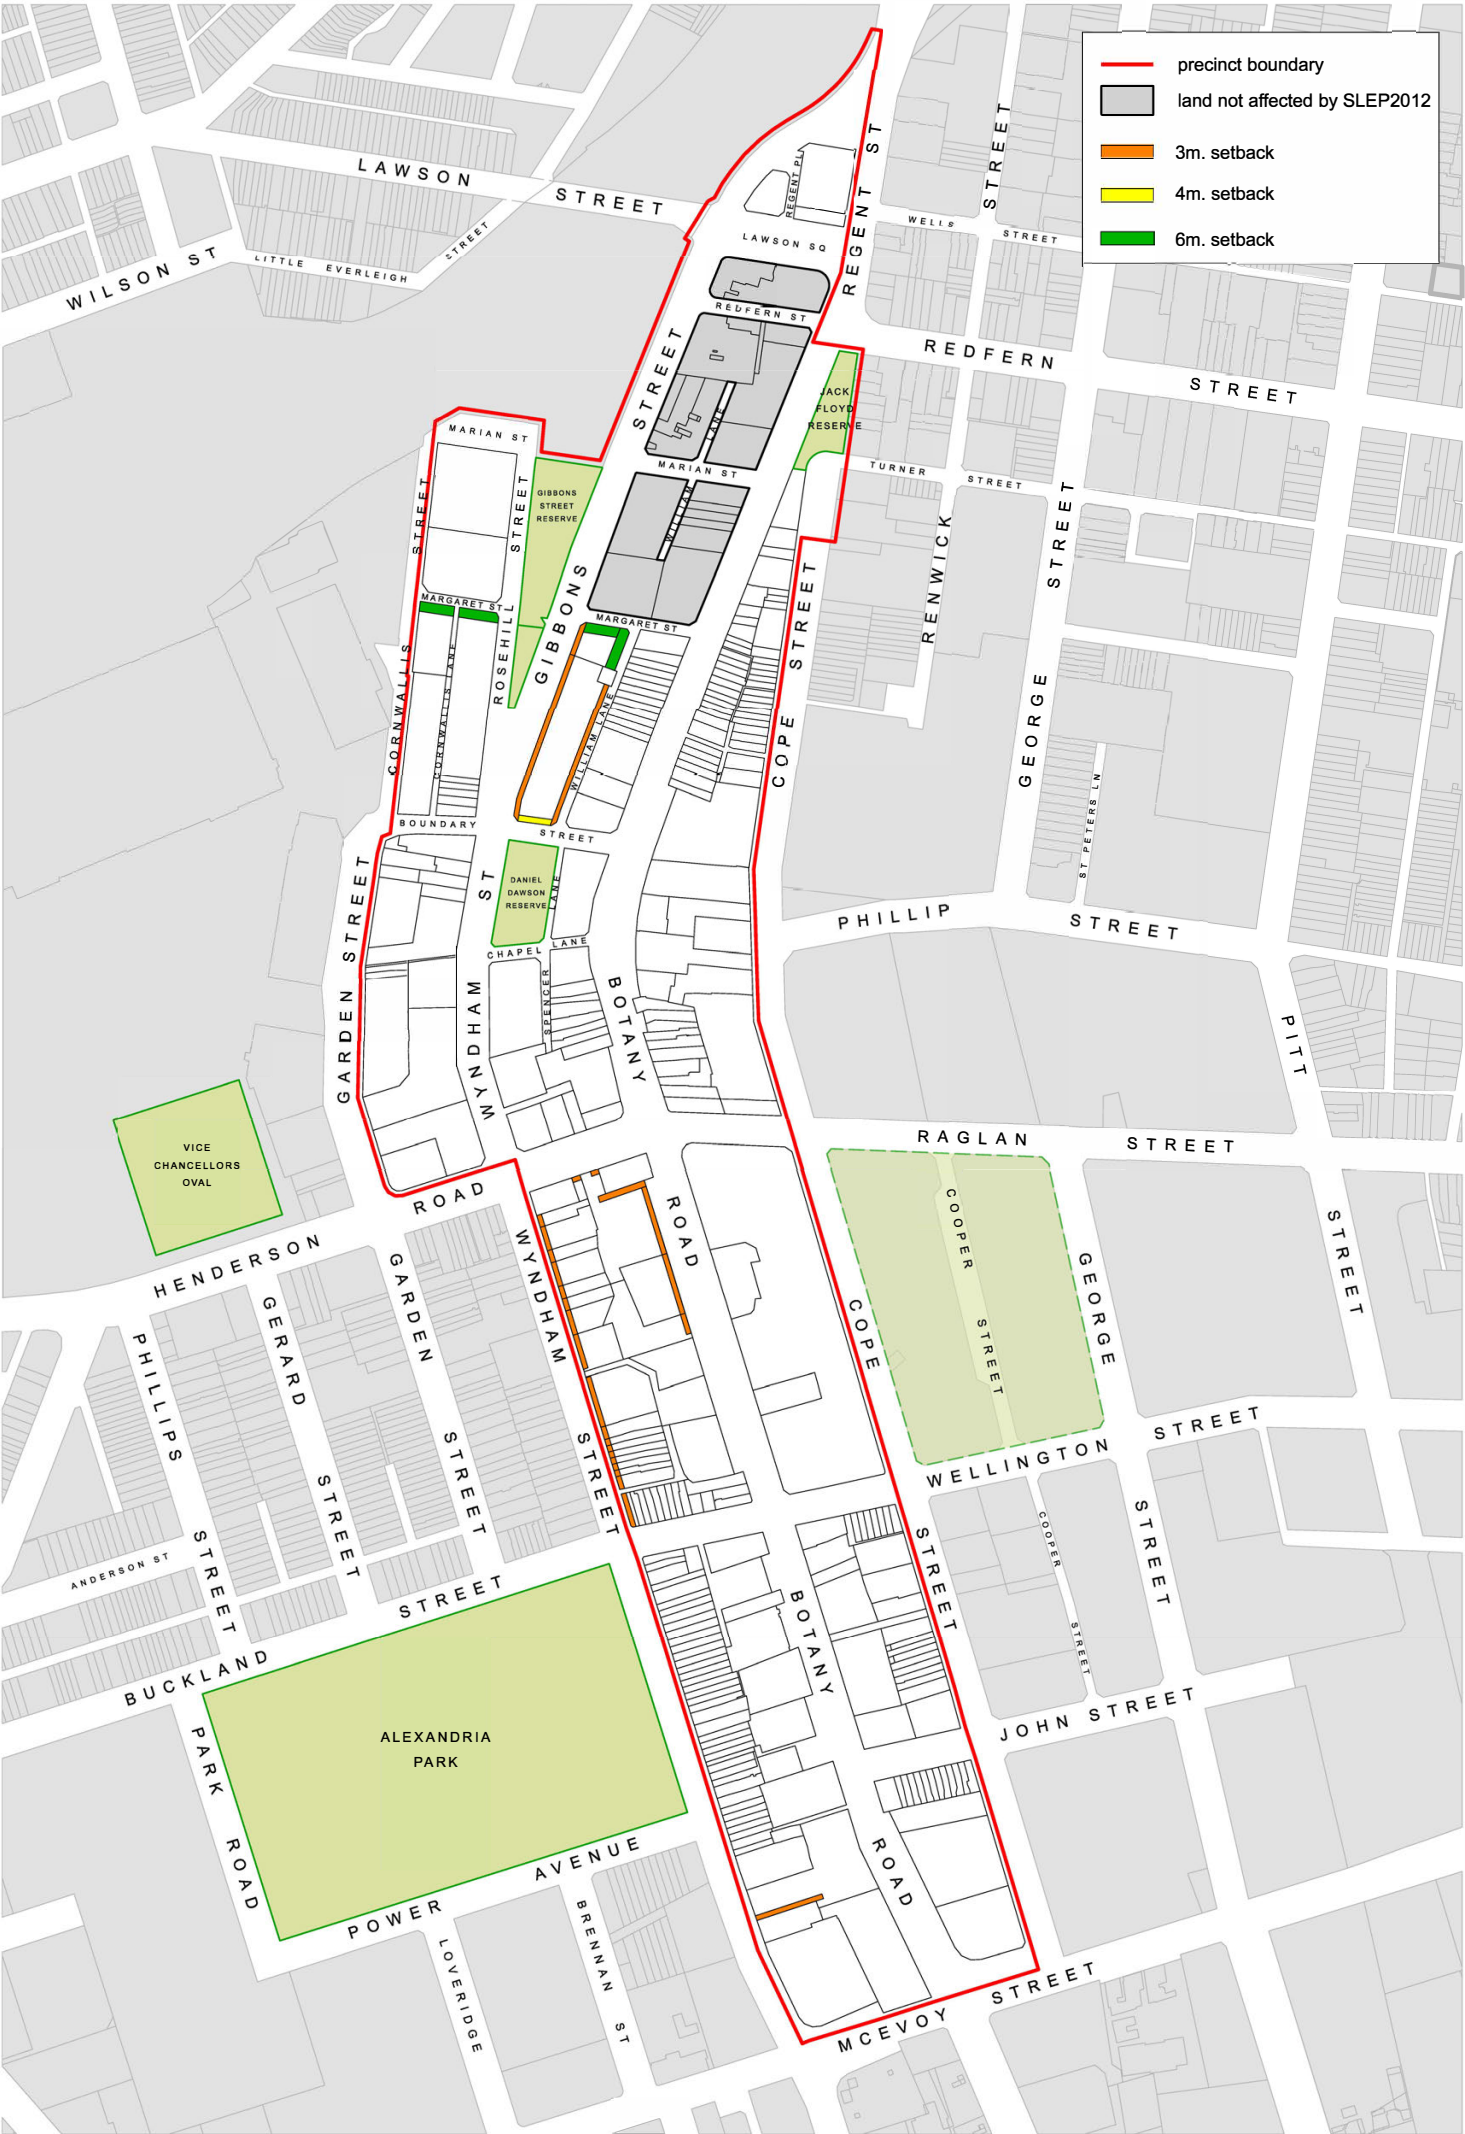 precinct boundary
land not affected by SLEP2012
3m. setback
4m. setback
6m. setback
LAWSON STREET
REGENT PL
REGENT ST
STREET
WELLS STREET
LAWSON SQ
STREET
LITTLE EVERLEIGH
WILSON ST
REDFERN ST
REDFERN STREET
STREET
JACK
FLOYD
RESERVE
LANE
MARIAN ST
MARIAN ST
TURNER STREET
STREET
STREET
GIBBONS
STREET
RESERVE
WILLIAM
RENWICK
STREET
GIBBONS
COPE STREET
MARGARET ST
MARGARET ST
ROSEHILL
CORNWALLIS
CORNWALLIS LANE
WILLIAM LANE
GEORGE
ST PETERS LN
BOUNDARY STREET
STREET
ST
DANIEL
DAWSON
RESERVE
LANE
PHILLIP STREET
CHAPEL LANE
GARDEN
WYNDHAM
SPENCER
BOTANY
PITT
VICE
CHANCELLORS
OVAL
RAGLAN STREET
HENDERSON ROAD
WYNDHAM
ROAD
COOPER
STREET
STREET
GEORGE
COPE
GARDEN
GERARD
PHILLIPS
STREET
STREET
STREET
STREET
WELLINGTON STREET
COOPER
STREET
STREET
STREET
ANDERSON ST
STREET
BUCKLAND STREET
BOTANY
JOHN STREET
PARK
ROAD
ALEXANDRIA
PARK
POWER AVENUE
ROAD
LOVERIDGE
BRENNAN ST
MCEVOY STREET